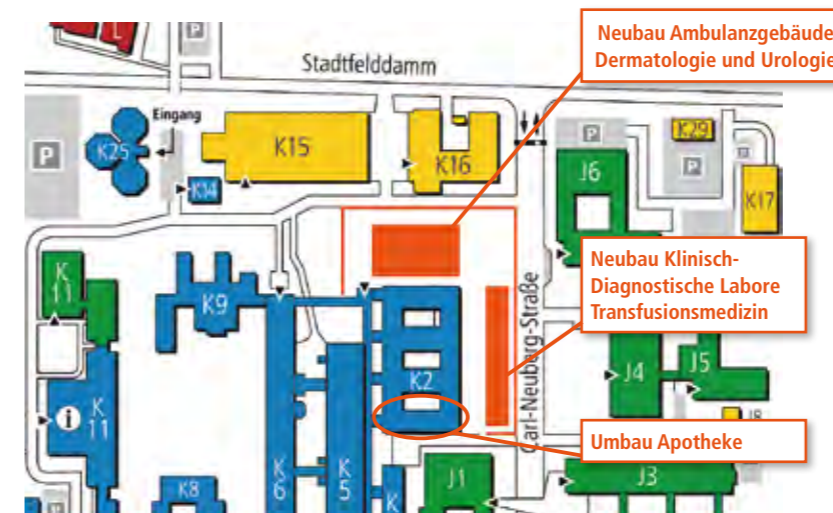 L
P
Neubau Ambulanzgebäude
Dermatologie und Urologie
Stadtfelddamm
Eingang
P
K25
K15
K16
P
K29
P
J6
K14
K17
K
11
K9
Neubau Klinisch-
Diagnostische Labore
Transfusionsmedizin
Carl-Neuberg-Straße
K2
J4
J5
i
K
11
J8
Umbau Apotheke
K8
K
6
K
5
K
J1
J3